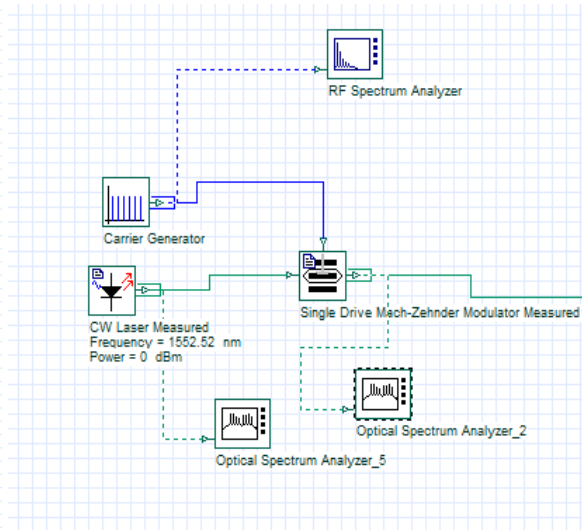 RF Spectrum Analyzer
Carrier Generator
CW Laser Measured
Frequency = 1552.52 nm
Power = 0 dBm
Single Drive Mach-Zehnder Modulator Measured
Optical Spectrum Analyzer_2
Optical Spectrum Analyzer_5